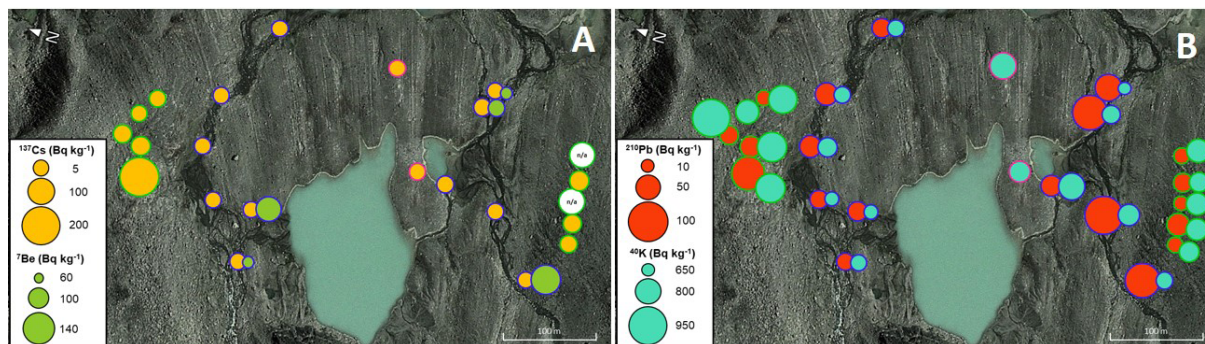 N
A
n/a
n/a
¹³⁷Cs (Bq kg⁻¹)
5
100
200
⁷Be (Bq kg⁻¹)
60
100
140
100 m
N
B
²¹⁰Pb (Bq kg⁻¹)
10
50
100
⁴⁰K (Bq kg⁻¹)
650
800
950
100 m